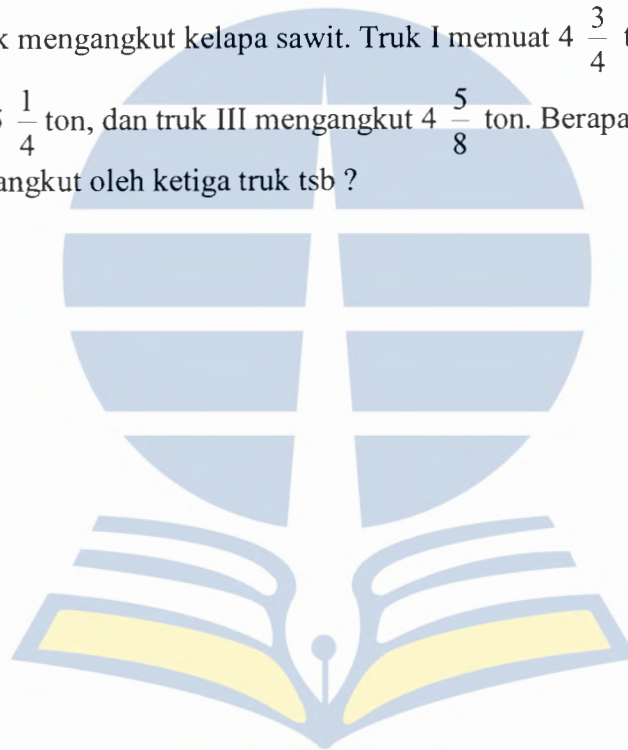 mengangkut kelapa sawit. Truk I memuat 4 3/4
1/4 ton, dan truk III mengangkut 4 5/8 ton. Berapa
angkut oleh ketiga truk tsb ?